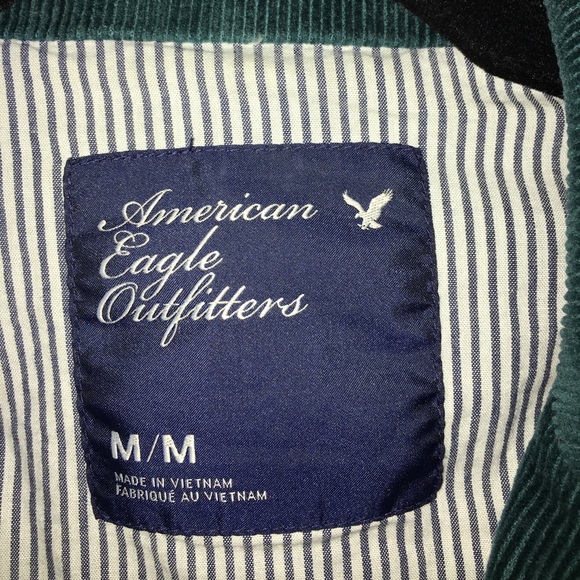 American
Eagle
Outfitters
M/M
MADE IN VIETNAM
FABRIQUÉ AU VIETNAM